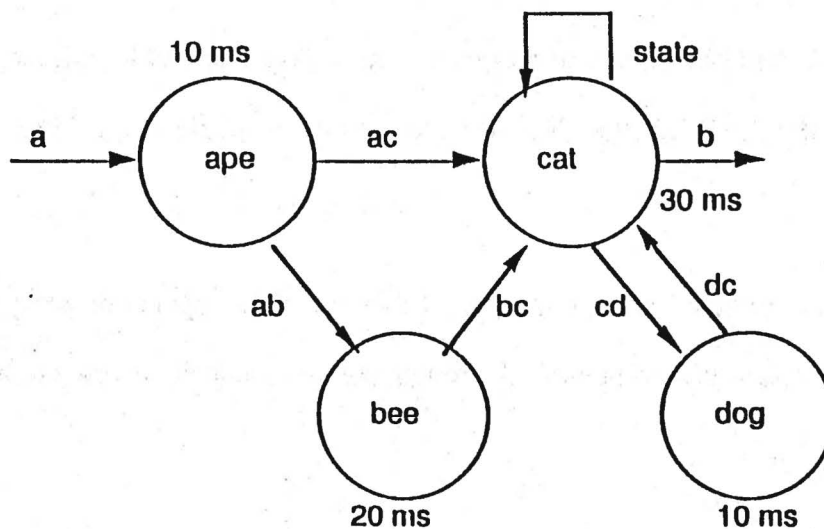 10 ms
state
a
ape
ac
cat
b
30 ms
ab
bc
cd
dc
bee
dog
20 ms
10 ms